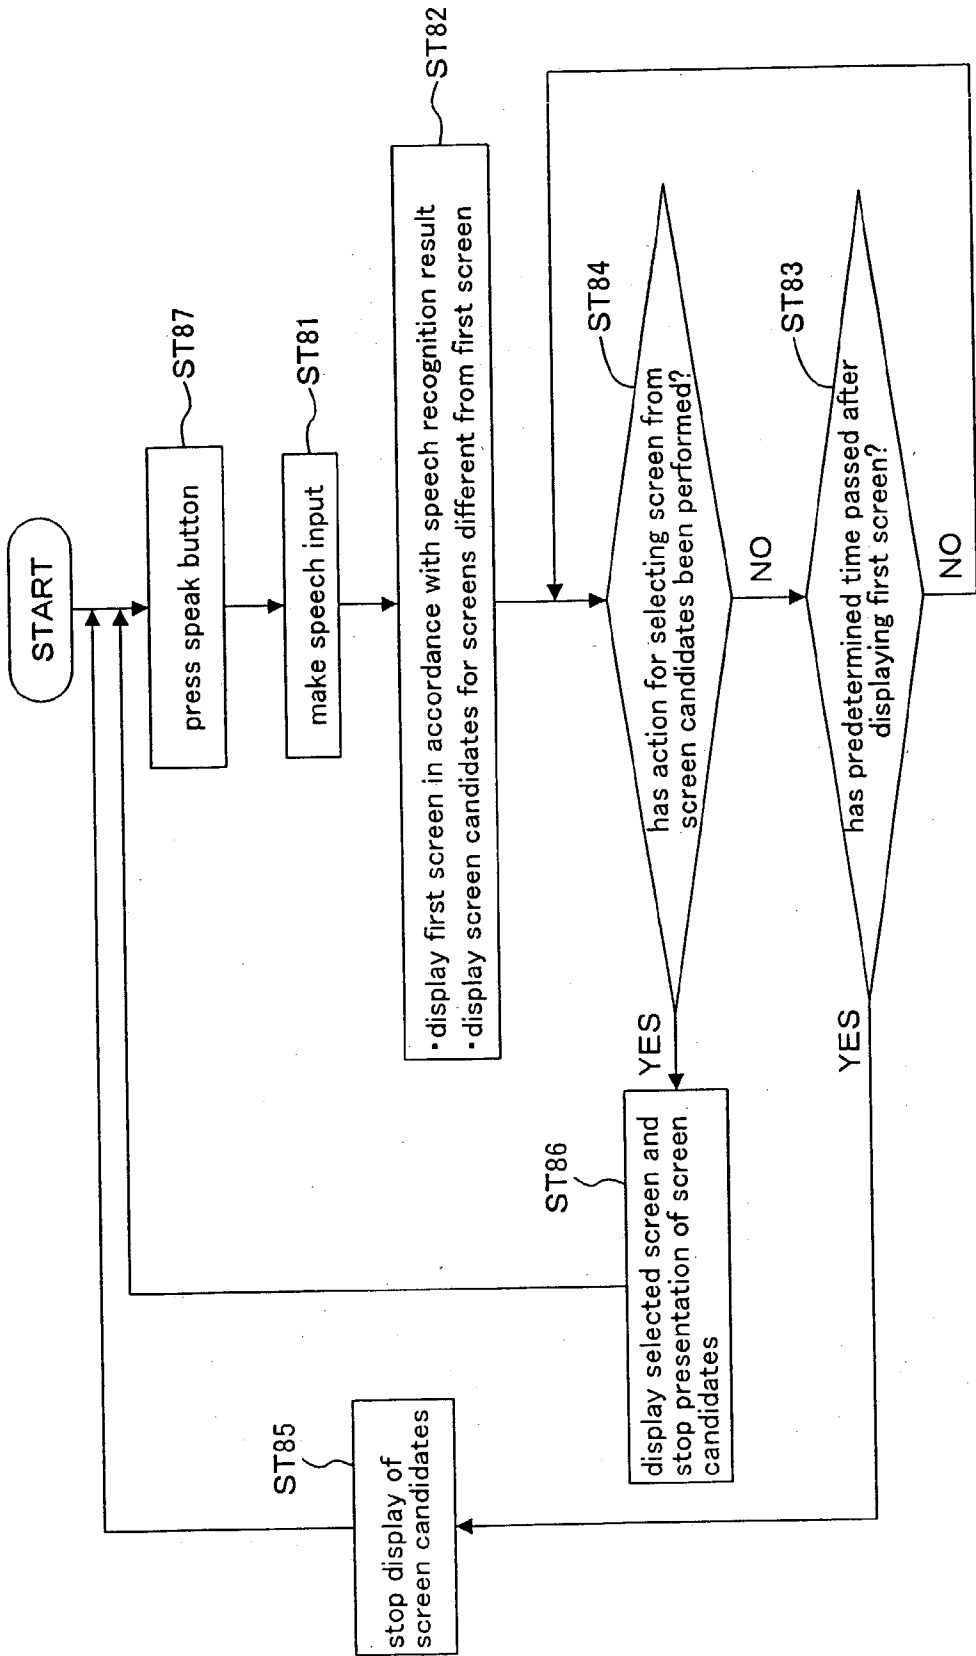 START
press speak button
ST87
make speech input
ST81
・display first screen in accordance with speech recognition result
・display screen candidates for screens different from first screen
ST82
has action for selecting screen from
screen candidates been performed?
ST84
YES
NO
has predetermined time passed after
displaying first screen?
ST83
YES
NO
display selected screen and
stop presentation of screen
candidates
ST86
stop display of
screen candidates
ST85